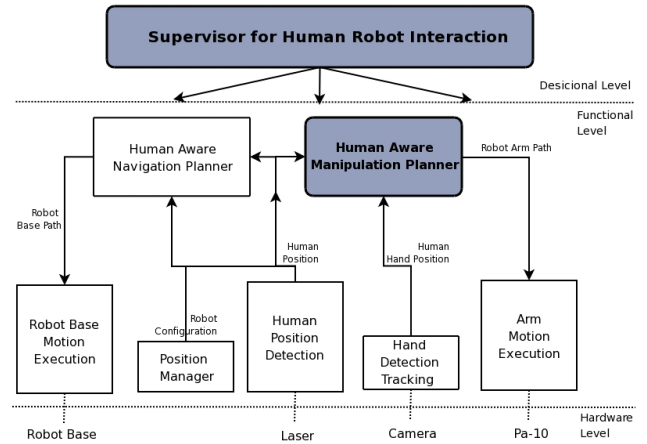 Supervisor for Human Robot Interaction
Desicional Level
Functional
Level
Human Aware
Navigation Planner
Human Aware
Manipulation Planner
Robot Arm Path
Robot
Base Path
Human
Position
Human
Hand Position
Robot
Configuration
Robot Base
Motion
Execution
Position
Manager
Human
Position
Detection
Hand
Detection
Tracking
Arm
Motion
Execution
Hardware
Level
Robot Base
Laser
Camera
Pa-10